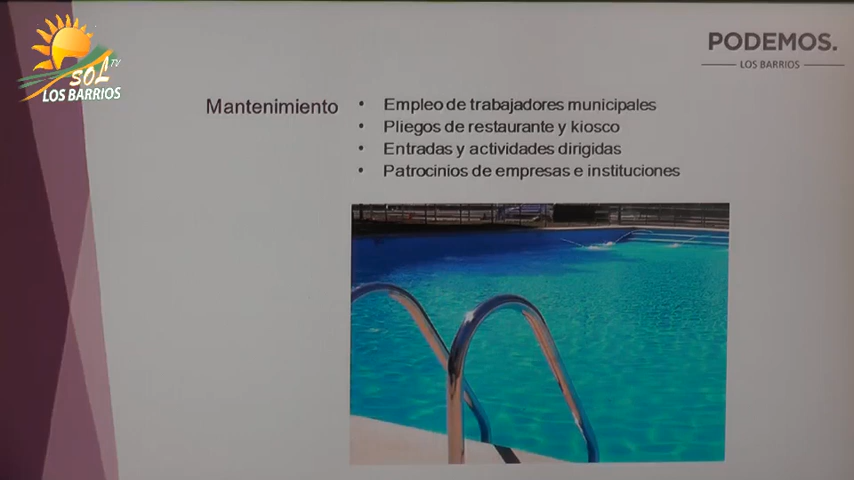 SOL TV
LOS BARRIOS
PODEMOS.
LOS BARRIOS
Mantenimiento
• Empleo de trabajadores municipales
• Pliegos de restaurante y kiosco
• Entradas y actividades dirigidas
• Patrocinios de empresas e instituciones